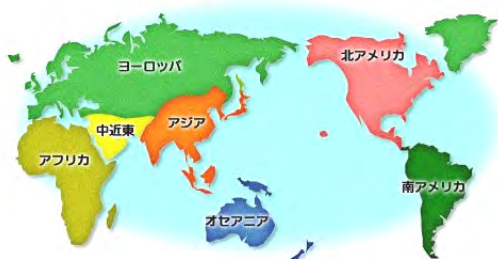 ヨーロッパ
北アメリカ
中近東
アジア
アフリカ
南アメリカ
オセアニア